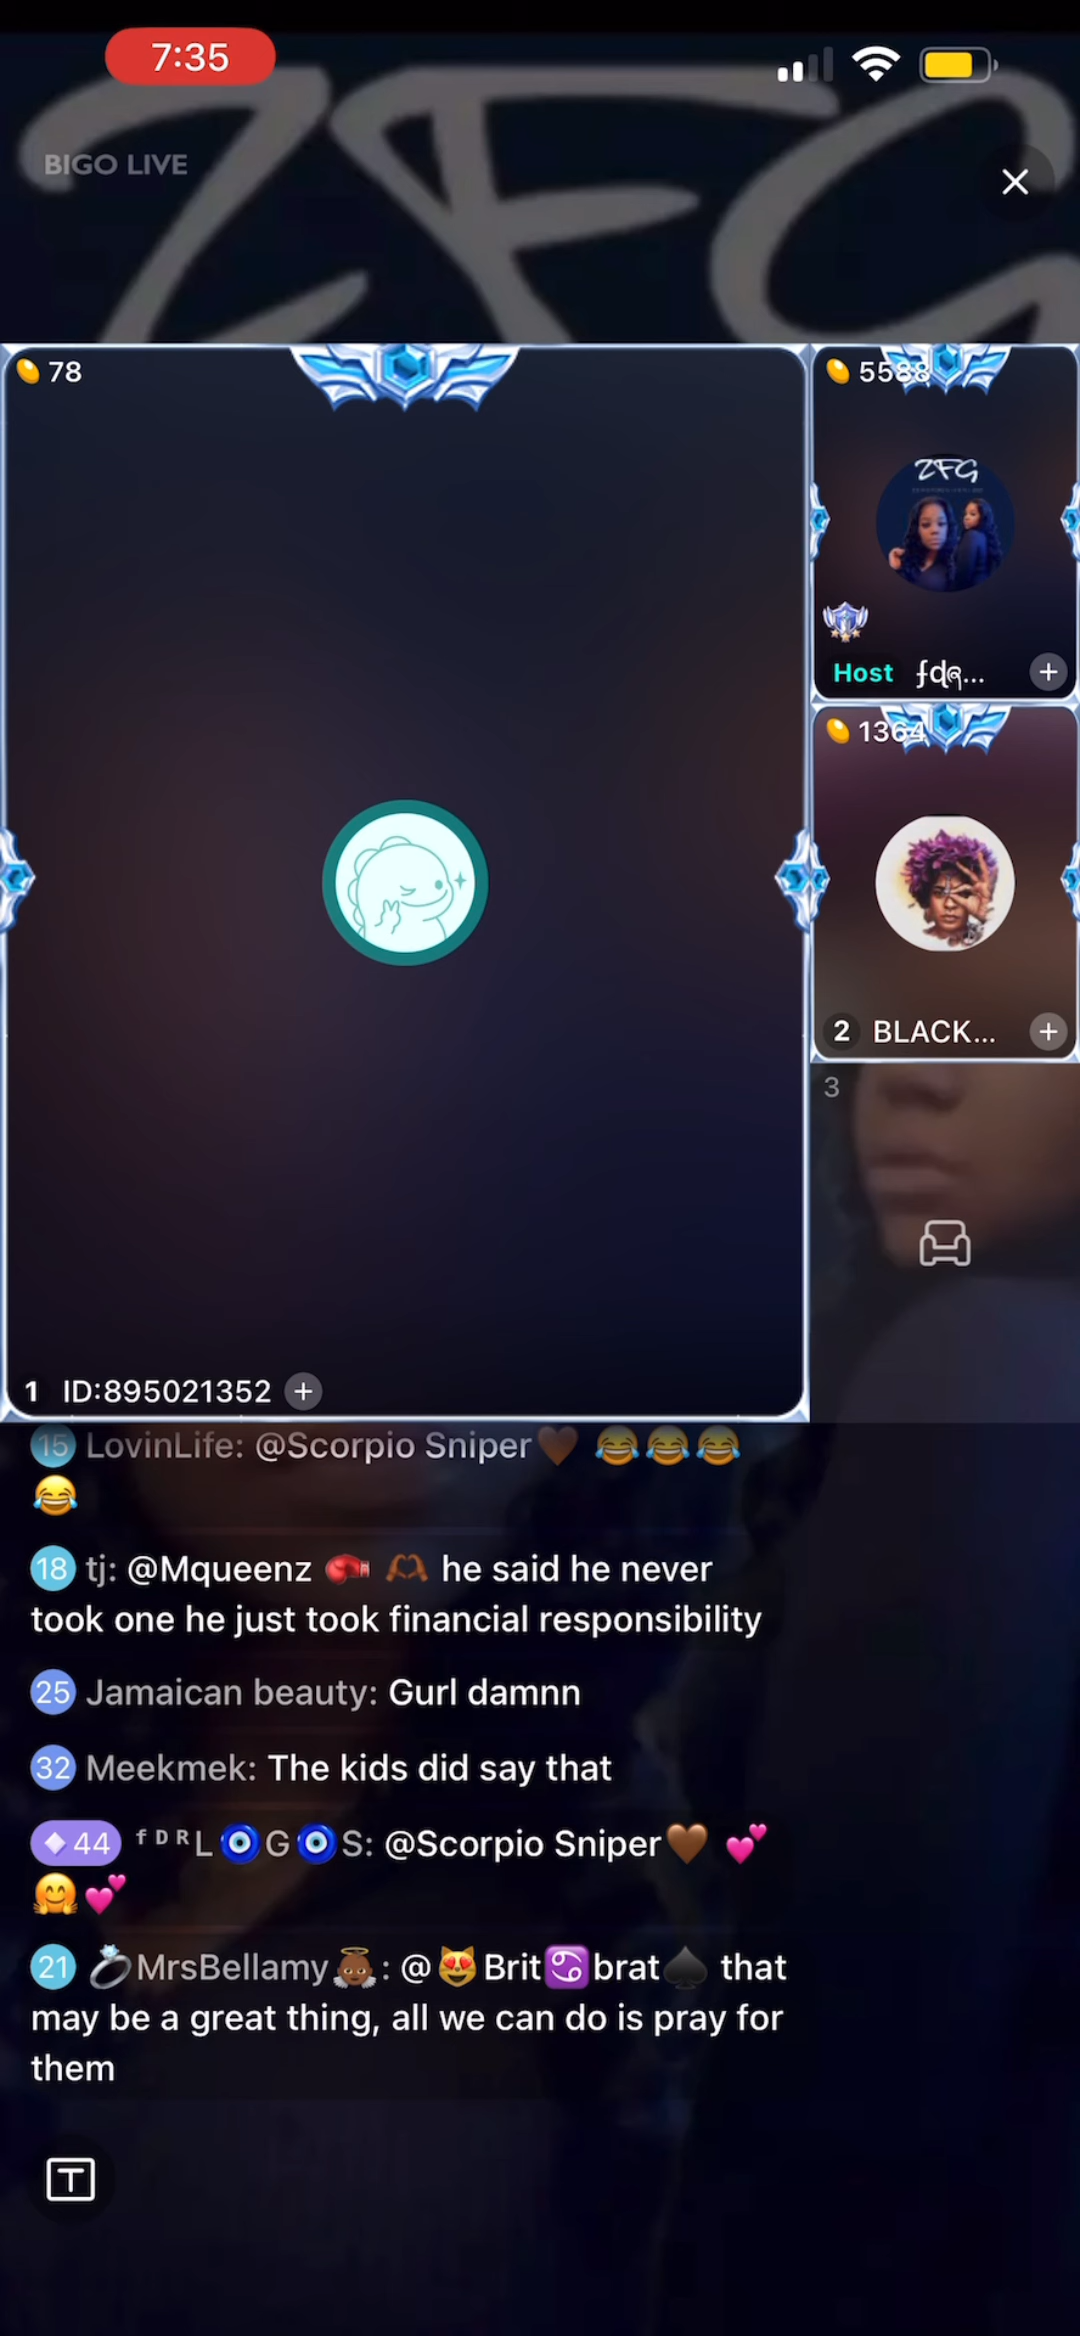 7:35
ZFG
BIGO LIVE
78
5588
ZFG
Host ʄɖཞ...
1364
2 BLACK...
3
1 ID:895021352
15 LovinLife: @Scorpio Sniper🤎 😂😂😂
😂
18 tj: @Mqueenz 🥊 🫶🏾 he said he never
took one he just took financial responsibility
25 Jamaican beauty: Gurl damnn
32 Meekmek: The kids did say that
44 ᶠᴰᴿL🧿G🧿S: @Scorpio Sniper🤎 💕
🤗💕
21 💍MrsBellamy👼🏾: @😻Brit♋brat♠️ that
may be a great thing, all we can do is pray for
them
T